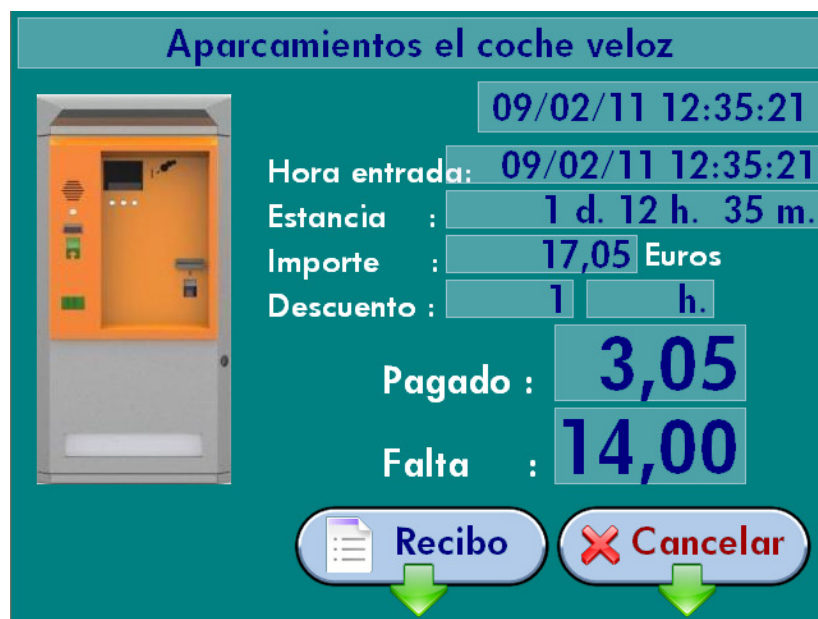 Aparcamientos el coche veloz
09/02/11 12:35:21
Hora entrada: 09/02/11 12:35:21
Estancia : 1 d. 12 h. 35 m.
Importe : 17,05 Euros
Descuento : 1 h.
Pagado : 3,05
Falta : 14,00
Recibo Cancelar